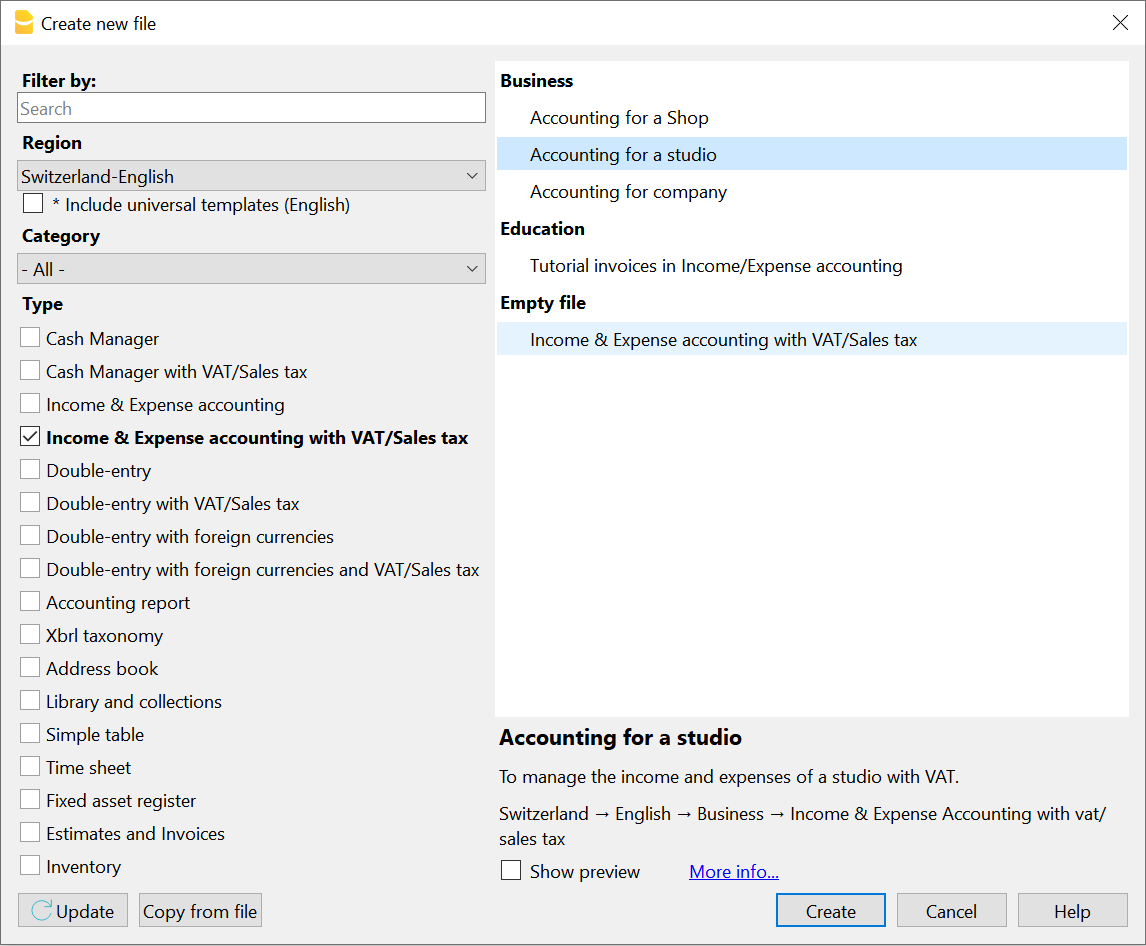 Create new file
Filter by:
Search
Region
Switzerland-English
* Include universal templates (English)
Category
- All -
Type
Cash Manager
Cash Manager with VAT/Sales tax
Income & Expense accounting
Income & Expense accounting with VAT/Sales tax
Double-entry
Double-entry with VAT/Sales tax
Double-entry with foreign currencies
Double-entry with foreign currencies and VAT/Sales tax
Accounting report
Xbrl taxonomy
Address book
Library and collections
Simple table
Time sheet
Fixed asset register
Estimates and Invoices
Inventory
Update
Copy from file
Business
Accounting for a Shop
Accounting for a studio
Accounting for company
Education
Tutorial invoices in Income/Expense accounting
Empty file
Income & Expense accounting with VAT/Sales tax
Accounting for a studio
To manage the income and expenses of a studio with VAT.
Switzerland → English → Business → Income & Expense Accounting with vat/
sales tax
Show preview
More info...
Create
Cancel
Help